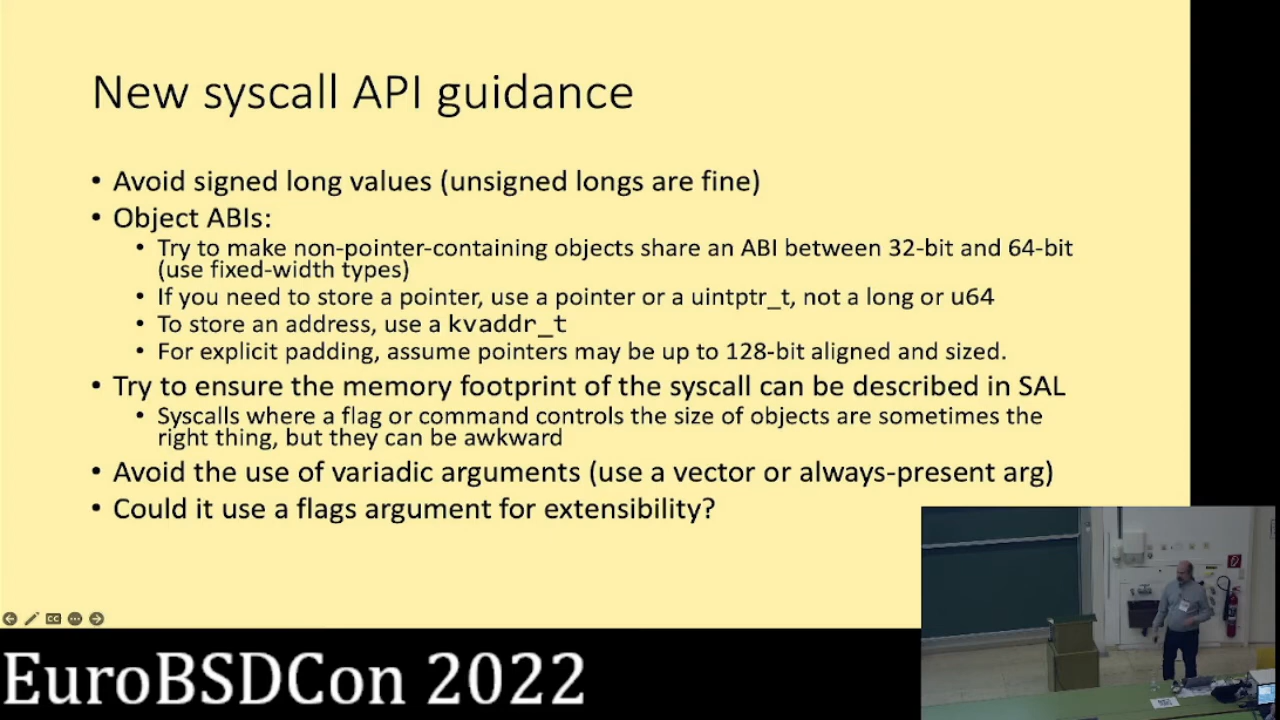 New syscall API guidance
• Avoid signed long values (unsigned longs are fine)
• Object ABIs:
• Try to make non-pointer-containing objects share an ABI between 32-bit and 64-bit
(use fixed-width types)
• If you need to store a pointer, use a pointer or a uintptr_t, not a long or u64
• To store an address, use a kvaddr_t
• For explicit padding, assume pointers may be up to 128-bit aligned and sized.
• Try to ensure the memory footprint of the syscall can be described in SAL
• Syscalls where a flag or command controls the size of objects are sometimes the
right thing, but they can be awkward
• Avoid the use of variadic arguments (use a vector or always-present arg)
• Could it use a flags argument for extensibility?
CC
EuroBSDCon 2022